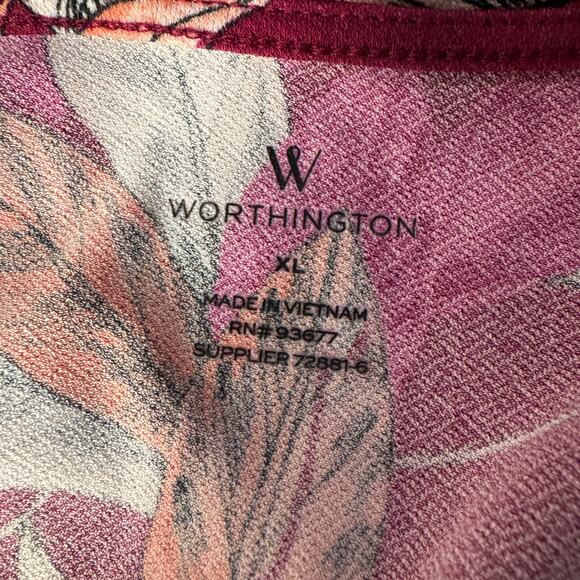 W
WORTHINGTON
XL
MADE IN VIETNAM
RN# 93677
SUPPLIER 72881-6